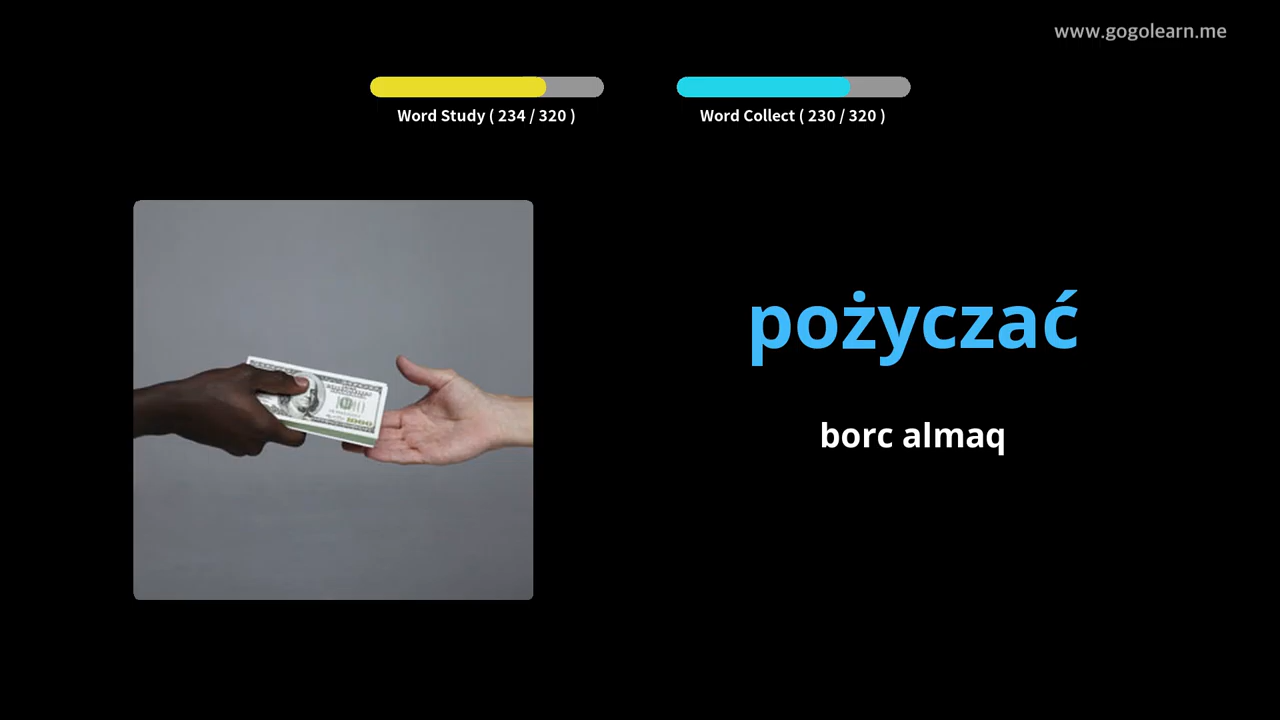 www.gogolearn.me
Word Study ( 234 / 320 )
Word Collect ( 230 / 320 )
pożyczać
borc almaq